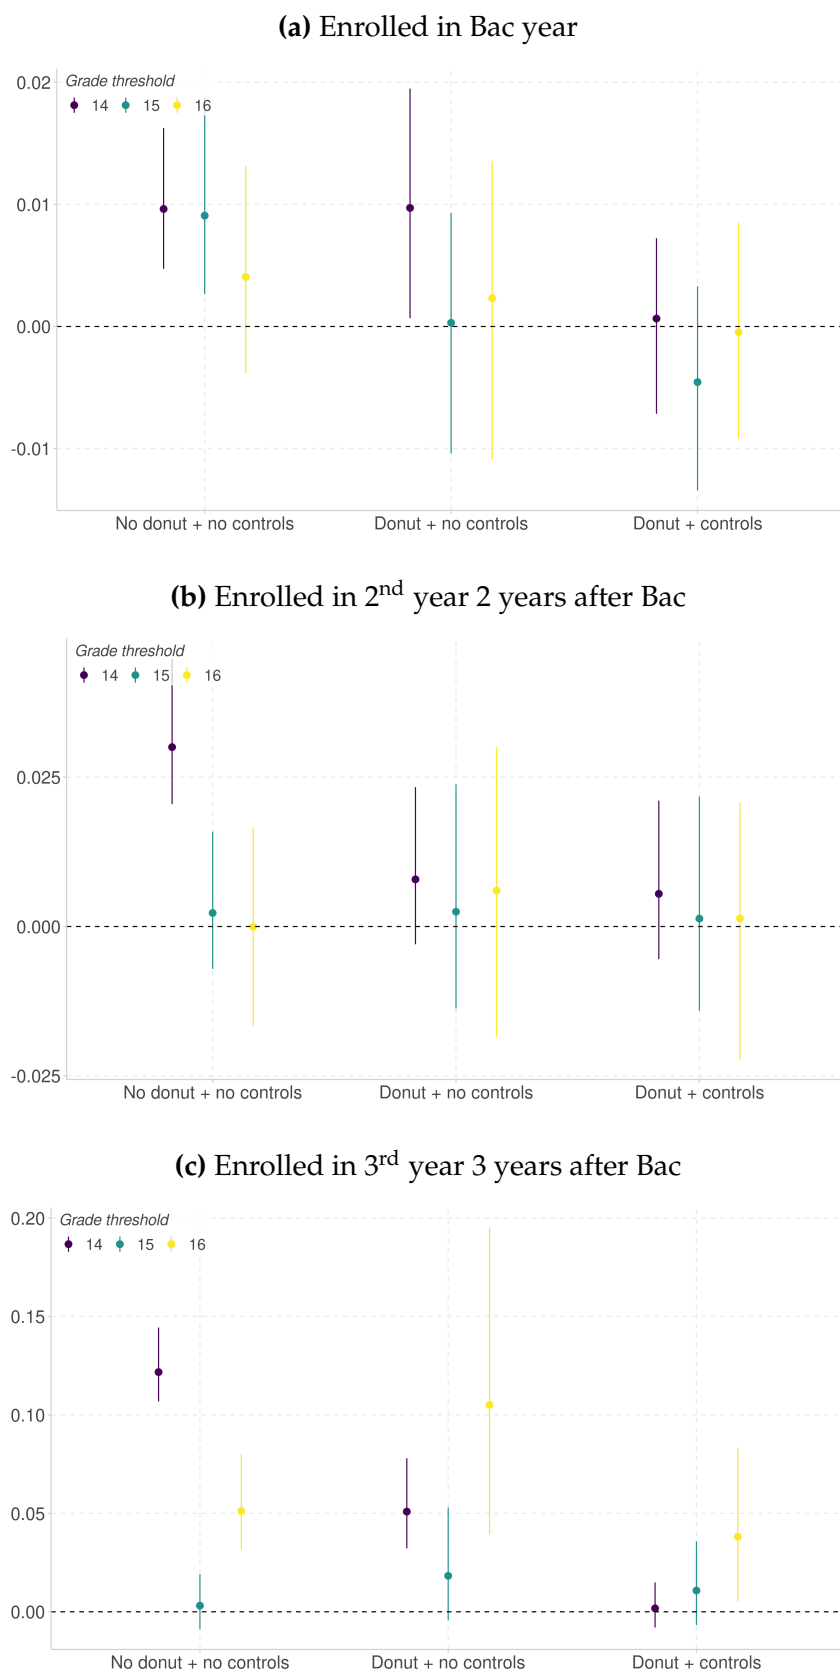 (a) Enrolled in Bac year
Grade threshold
14 15 16
0.02
0.01
0.00
-0.01
No donut + no controls Donut + no controls Donut + controls
(b) Enrolled in 2nd year 2 years after Bac
Grade threshold
14 15 16
0.025
0.000
-0.025
No donut + no controls Donut + no controls Donut + controls
(c) Enrolled in 3rd year 3 years after Bac
0.20
Grade threshold
14 15 16
0.15
0.10
0.05
0.00
No donut + no controls Donut + no controls Donut + controls